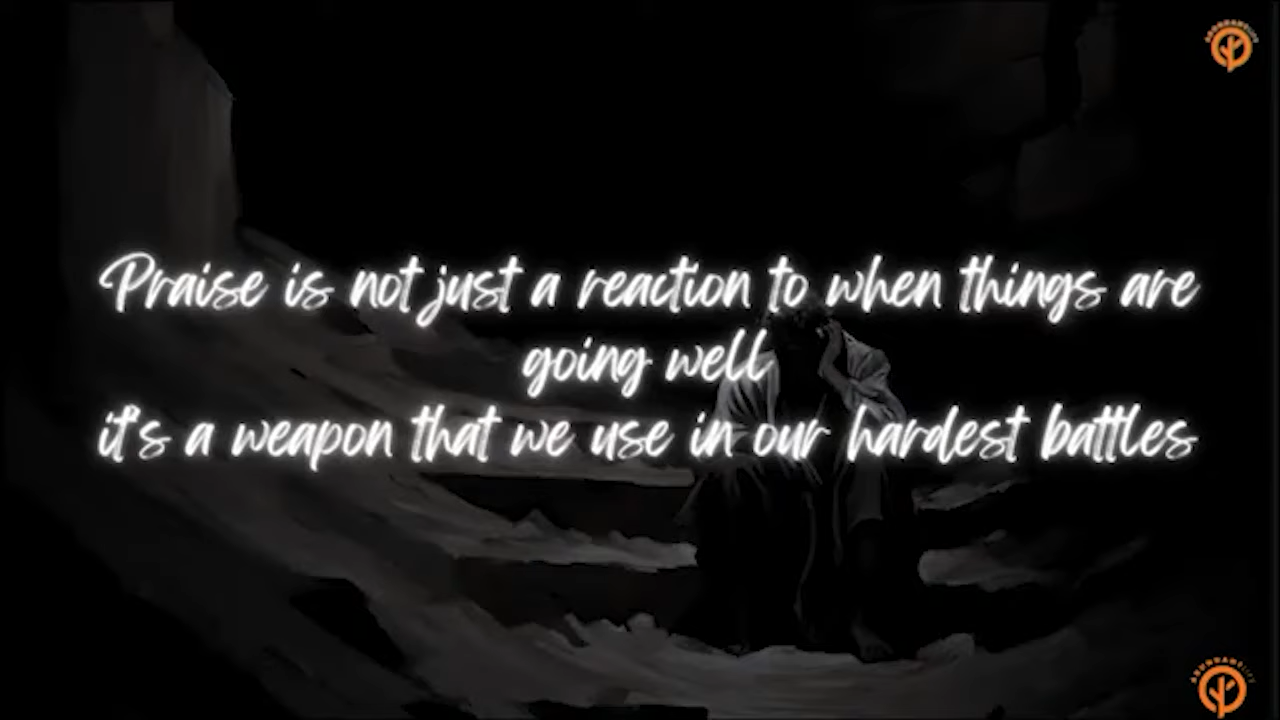 Praise is not just a reaction to when things are
going well
it's a weapon that we use in our hardest battles